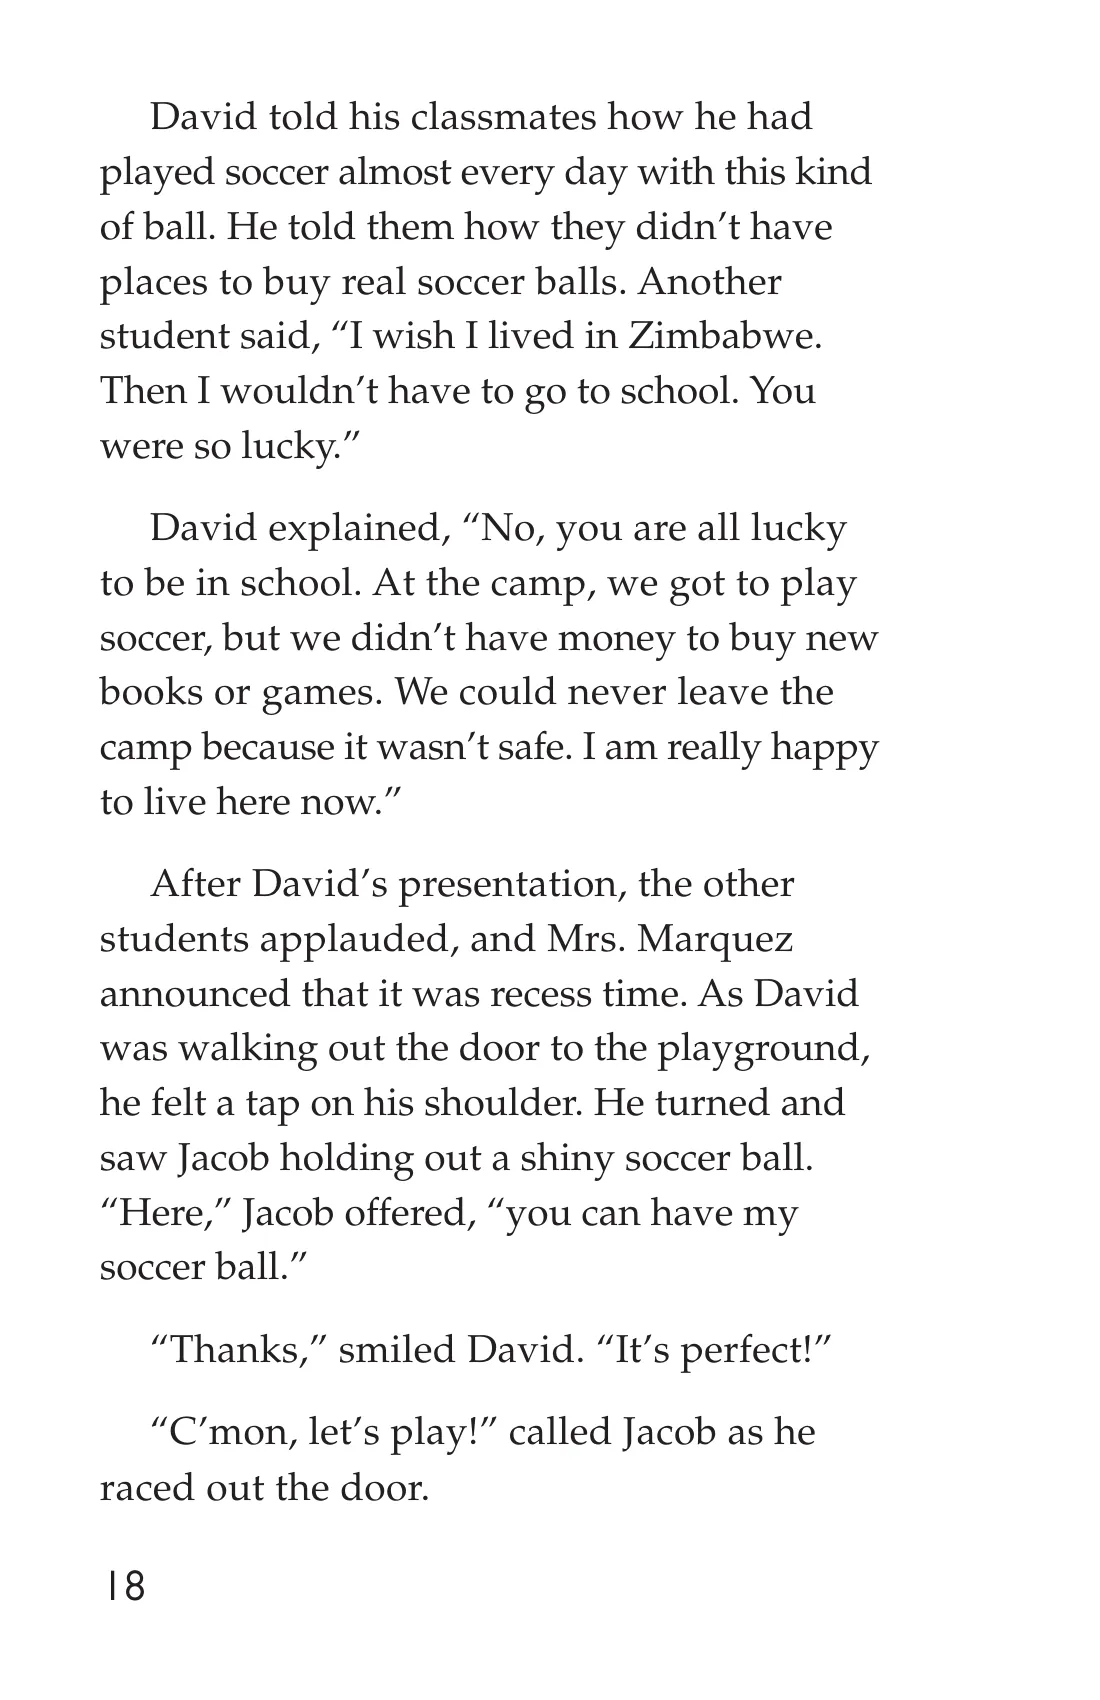 David told his classmates how he had
played soccer almost every day with this kind
of ball. He told them how they didn’t have
places to buy real soccer balls. Another
student said, “I wish I lived in Zimbabwe.
Then I wouldn’t have to go to school. You
were so lucky.”
David explained, “No, you are all lucky
to be in school. At the camp, we got to play
soccer, but we didn’t have money to buy new
books or games. We could never leave the
camp because it wasn’t safe. I am really happy
to live here now.”
After David’s presentation, the other
students applauded, and Mrs. Marquez
announced that it was recess time. As David
was walking out the door to the playground,
he felt a tap on his shoulder. He turned and
saw Jacob holding out a shiny soccer ball.
“Here,” Jacob offered, “you can have my
soccer ball.”
“Thanks,” smiled David. “It’s perfect!”
“C’mon, let’s play!” called Jacob as he
raced out the door.
18